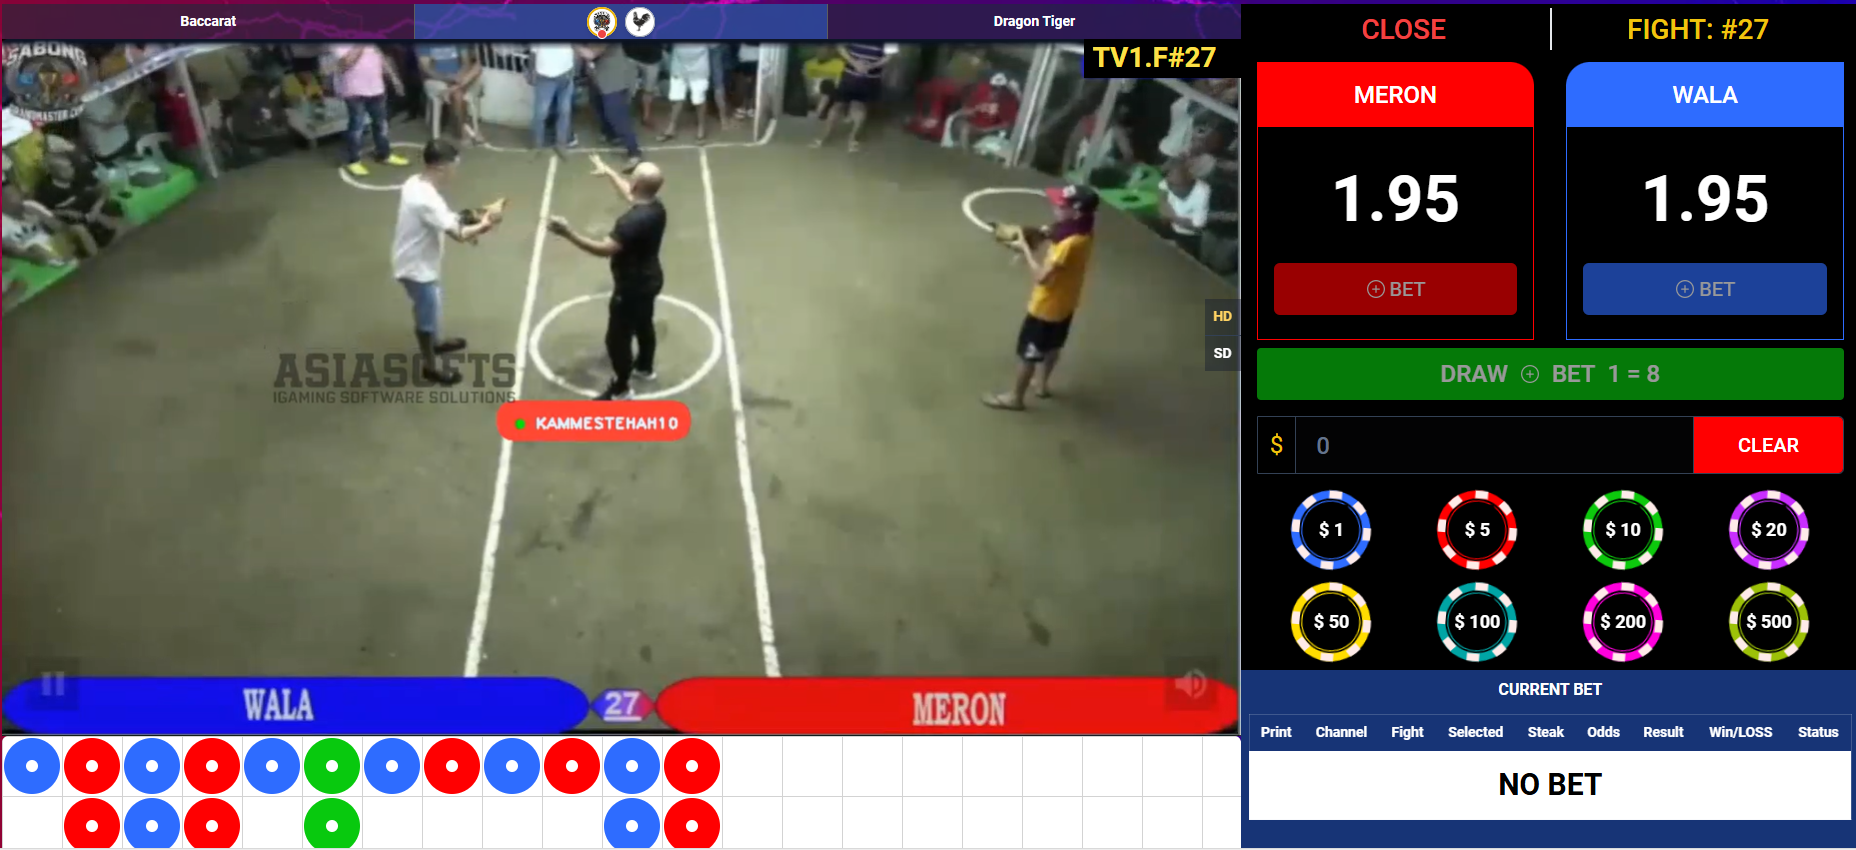 Baccarat
Dragon Tiger
SABONG
TV1.F#27
HD
SD
ASIASOFTS
IGAMING SOFTWARE SOLUTIONS
KAMMESTEHAH10
WALA
27
MERON
CLOSE
FIGHT: #27
MERON
WALA
1.95
1.95
BET
BET
DRAW BET 1 = 8
$ 0
CLEAR
$ 1
$ 5
$ 10
$ 20
$ 50
$ 100
$ 200
$ 500
CURRENT BET
Print Channel Fight Selected Steak Odds Result Win/LOSS Status
NO BET